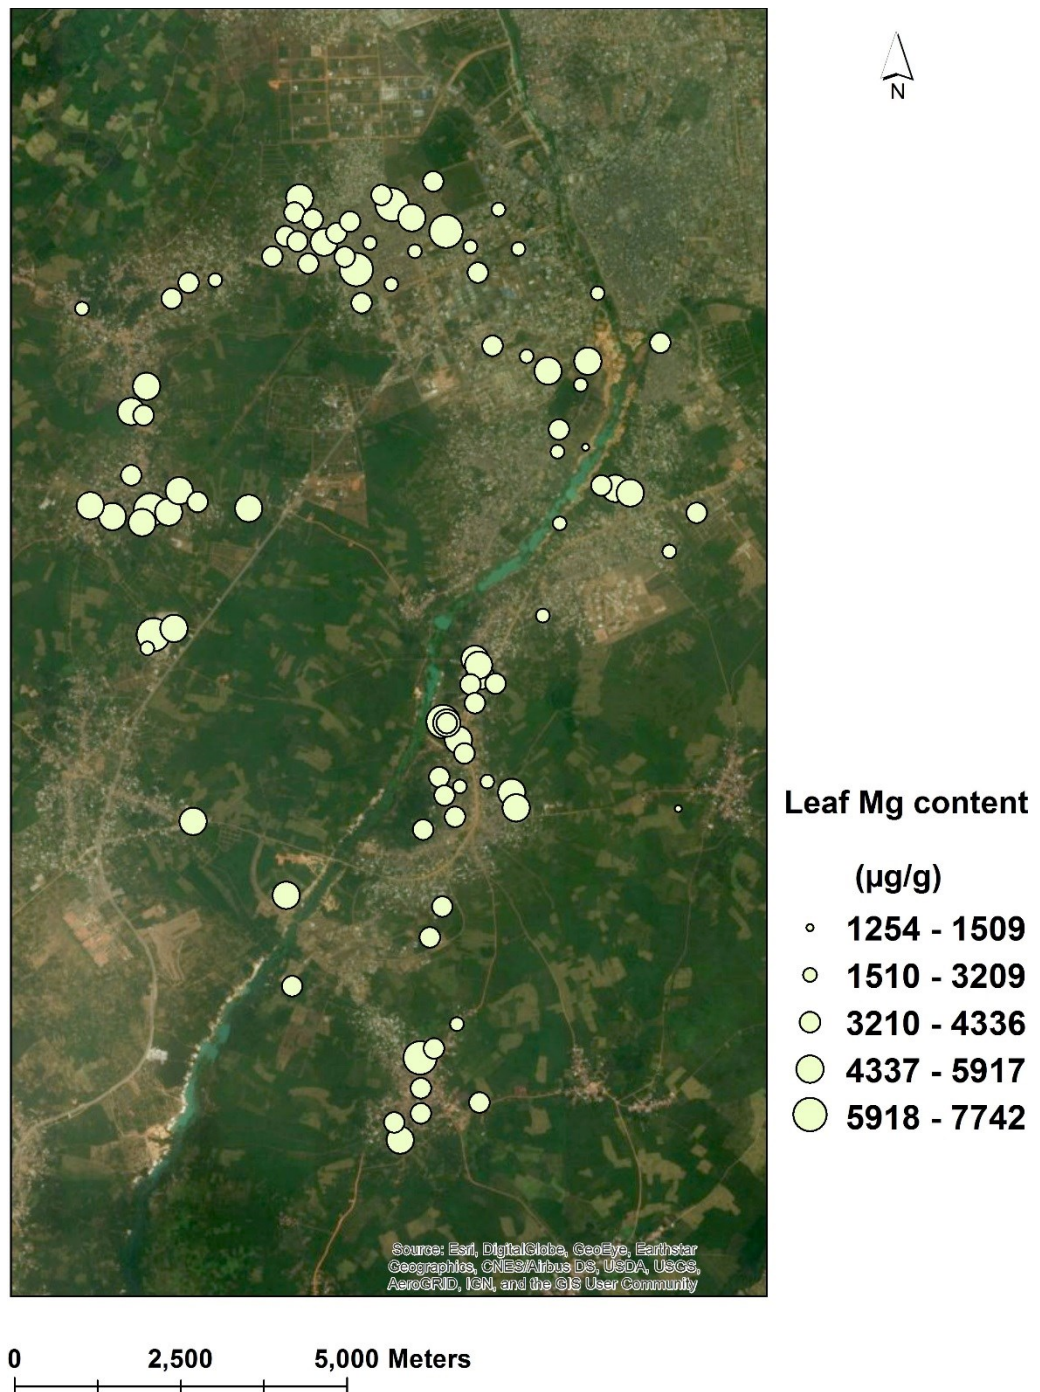 N
Leaf Mg content
(µg/g)
1254 - 1509
1510 - 3209
3210 - 4336
4337 - 5917
5918 - 7742
Source: Esri, DigitalGlobe, GeoEye, Earthstar
Geographics, CNES/Airbus DS, USDA, USGS,
AeroGRID, IGN, and the GIS User Community
0 2,500 5,000 Meters